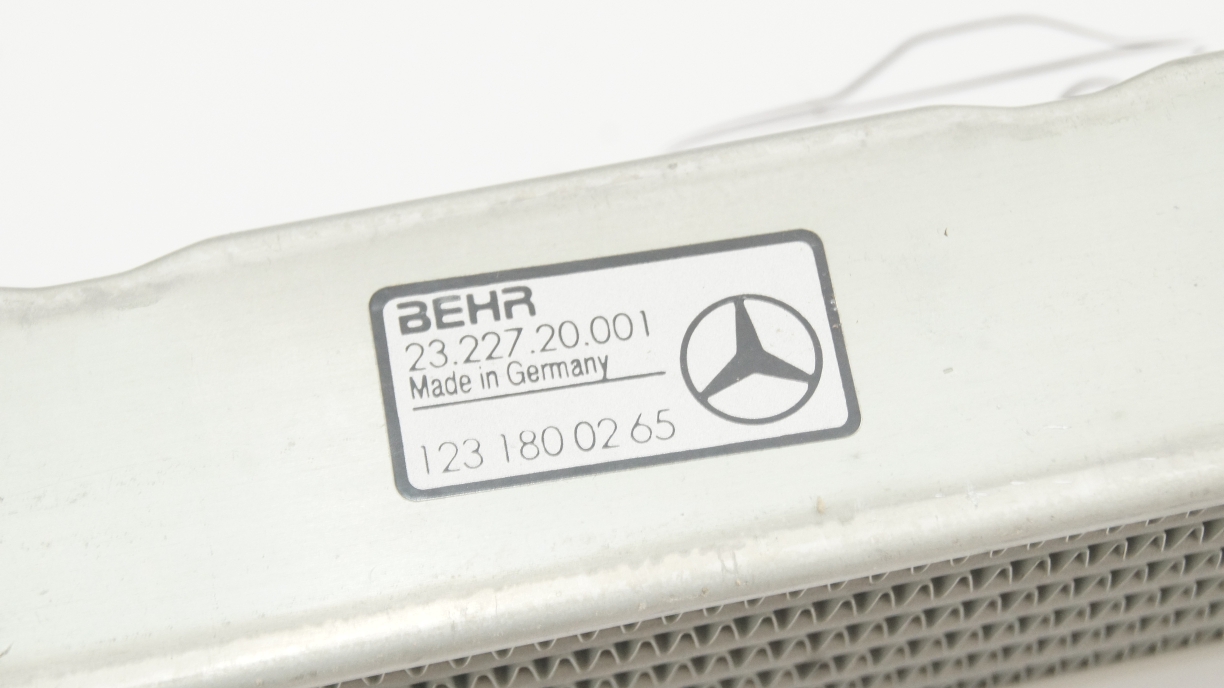 BEHR
23.227.20.001
Made in Germany
123 180 02 65